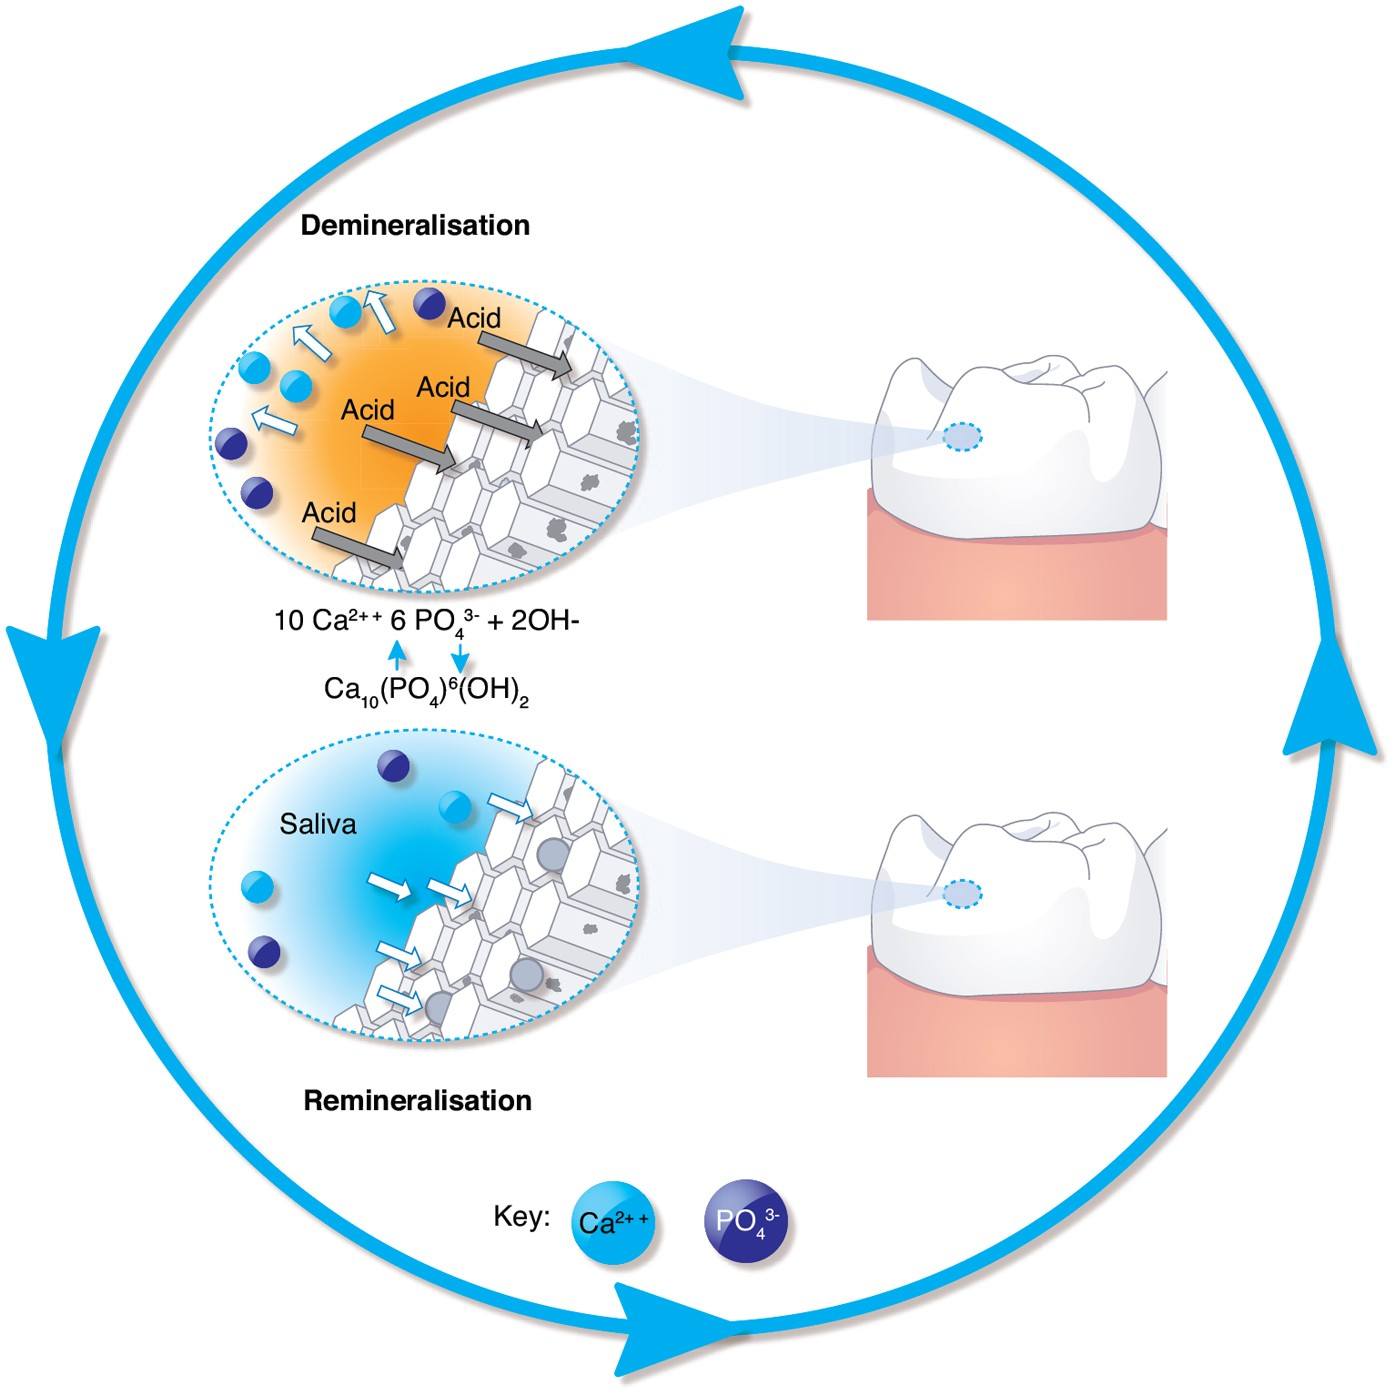 Demineralisation
Acid
Acid
Acid
Acid
10 Ca²⁺⁺ 6 PO₄³⁻ + 2OH-
Ca₁₀(PO₄)⁶(OH)₂
Saliva
Remineralisation
Key: Ca²⁺⁺ PO₄³⁻